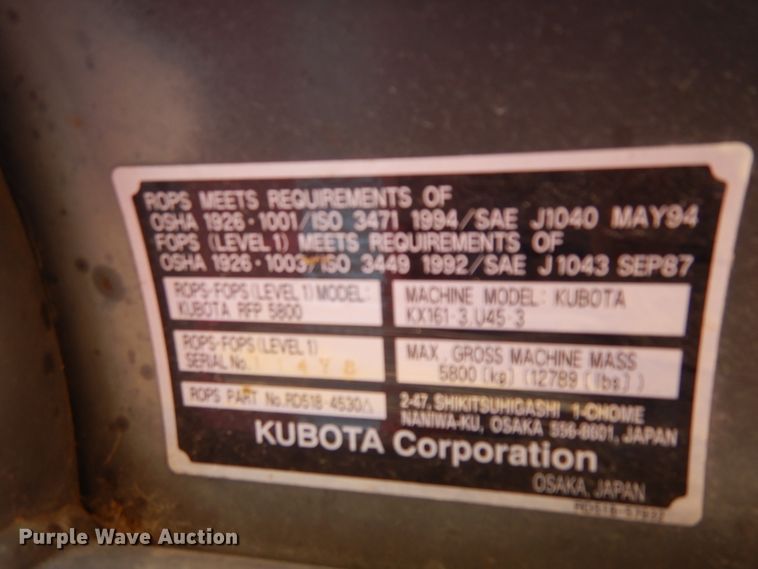 ROPS MEETS REQUIREMENTS OF
OSHA 1926·1001/ISO 3471 1994/SAE J1040 MAY94
FOPS (LEVEL 1) MEETS REQUIREMENTS OF
OSHA 1926·1003/ISO 3449 1992/SAE J1043 SEP87
ROPS-FOPS (LEVEL 1) MODEL:
KUBOTA RFP 5800
MACHINE MODEL: KUBOTA
KX161-3, U45-3
ROPS-FOPS (LEVEL 1)
SERIAL No.
MAX. GROSS MACHINE MASS
5800 (kg) (12789 (lbs))
ROPS PART No. RD518-4530△
2-47, SHIKITSUHIGASHI 1-CHOME
NANIWA-KU, OSAKA 556-8601, JAPAN
KUBOTA Corporation
OSAKA, JAPAN
Purple Wave Auction